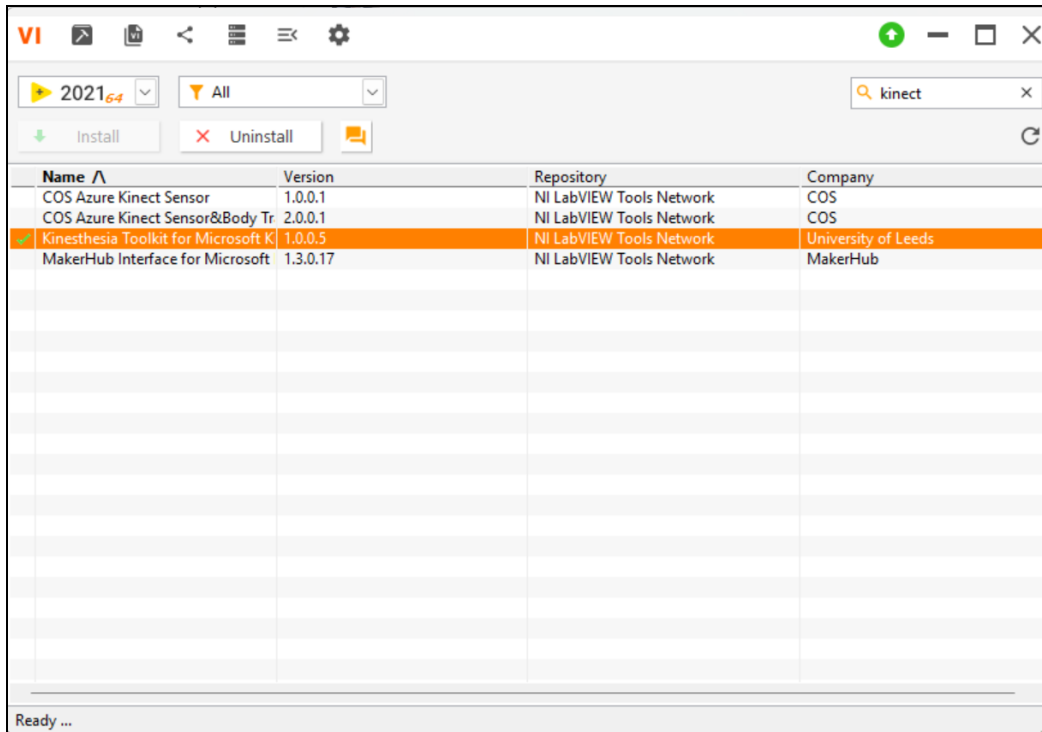 VI
VI
2021 64
All
kinect
Install
Uninstall
Name Version Repository Company
COS Azure Kinect Sensor 1.0.0.1 NI LabVIEW Tools Network COS
COS Azure Kinect Sensor&Body Tr 2.0.0.1 NI LabVIEW Tools Network COS
Kinesthesia Toolkit for Microsoft K 1.0.0.5 NI LabVIEW Tools Network University of Leeds
MakerHub Interface for Microsoft 1.3.0.17 NI LabVIEW Tools Network MakerHub
Ready ...